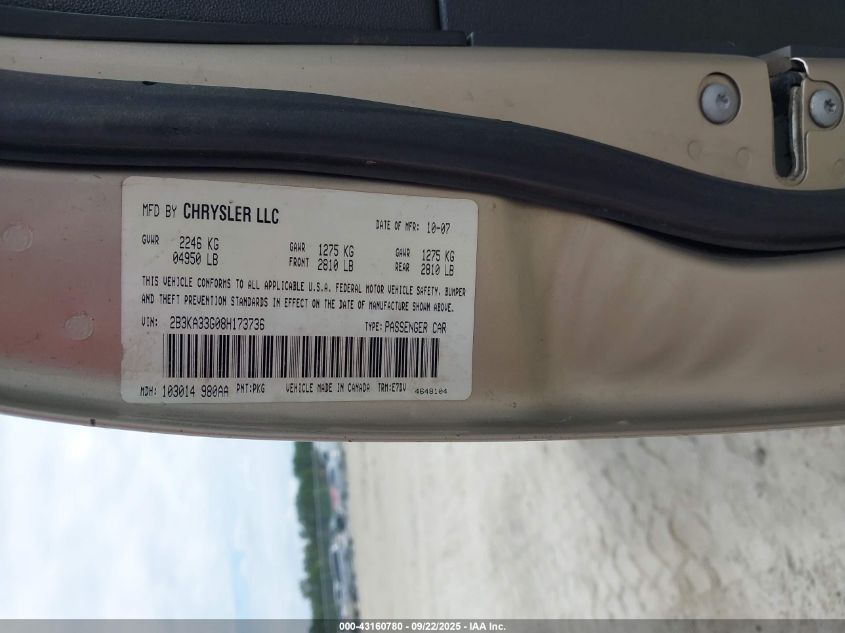 MFD BY CHRYSLER LLC
DATE OF MFR: 10-07
GVWR 2246 KG
04950 LB
GAWR FRONT 1275 KG
2810 LB
GAWR REAR 1275 KG
2810 LB
THIS VEHICLE CONFORMS TO ALL APPLICABLE U.S.A. FEDERAL MOTOR VEHICLE SAFETY, BUMPER
AND THEFT PREVENTION STANDARDS IN EFFECT ON THE DATE OF MANUFACTURE SHOWN ABOVE.
VIN: 2B3KA33G08H173736 TYPE: PASSENGER CAR
MDH: 103014 980AA PNT:PKG VEHICLE MADE IN CANADA TRM:E7DV 4648104
000-43160780 - 09/22/2025 - IAA Inc.